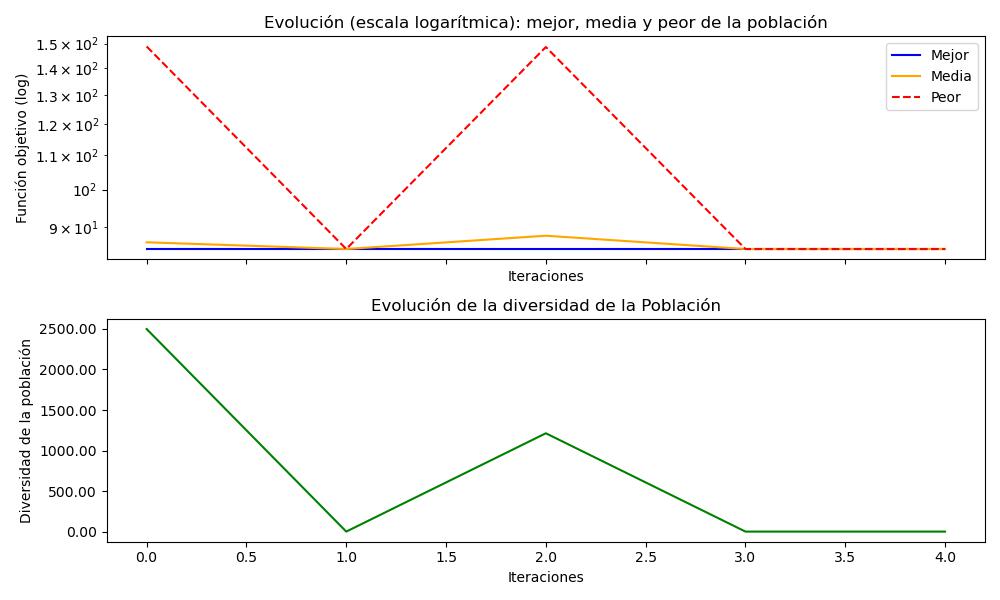 Evolución (escala logarítmica): mejor, media y peor de la población
Función objetivo (log)
1.5 × 10²
1.4 × 10²
1.3 × 10²
1.2 × 10²
1.1 × 10²
10²
9 × 10¹
Mejor
Media
Peor
Iteraciones
Evolución de la diversidad de la Población
Diversidad de la población
2500.00
2000.00
1500.00
1000.00
500.00
0.00
0.0 0.5 1.0 1.5 2.0 2.5 3.0 3.5 4.0
Iteraciones